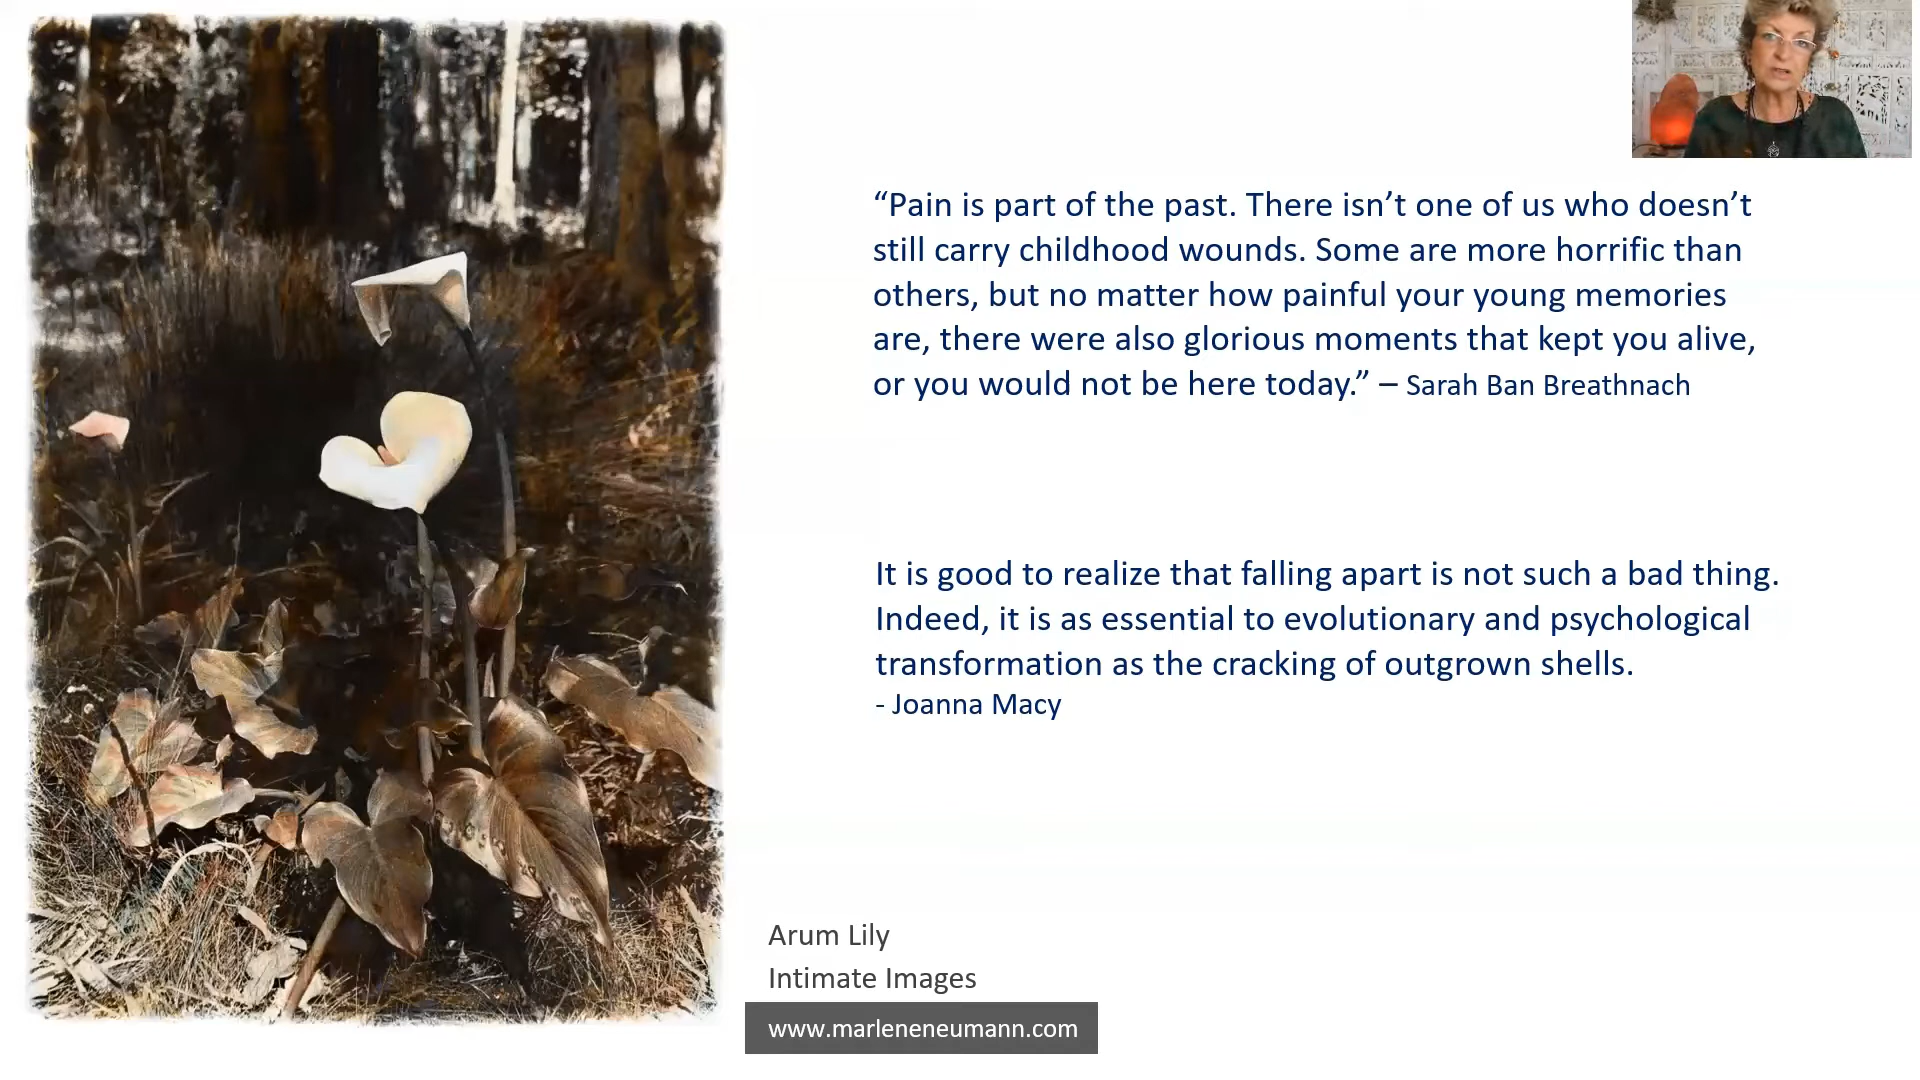 “Pain is part of the past. There isn’t one of us who doesn’t
still carry childhood wounds. Some are more horrific than
others, but no matter how painful your young memories
are, there were also glorious moments that kept you alive,
or you would not be here today.” – Sarah Ban Breathnach
It is good to realize that falling apart is not such a bad thing.
Indeed, it is as essential to evolutionary and psychological
transformation as the cracking of outgrown shells.
- Joanna Macy
Arum Lily
Intimate Images
www.marleneneumann.com